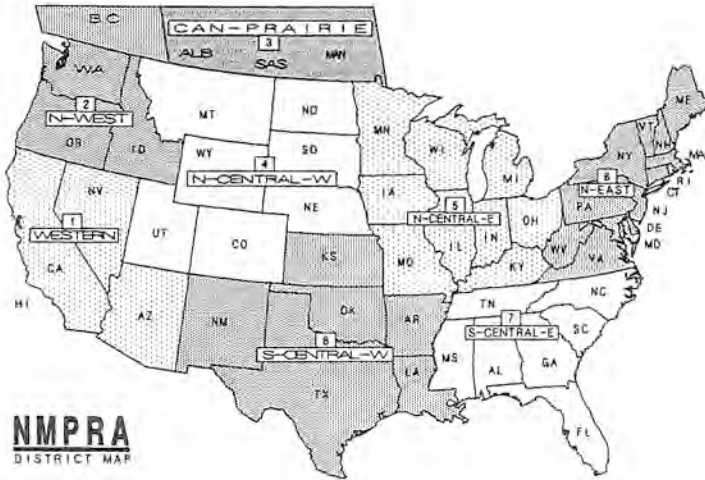 BC
CAN-PRAIRIE
3
ALB
SAS
MAN
WA
2
N-WEST
OR
ID
MT
ND
MN
WY
SD
4
N-CENTRAL-W
WI
MI
VT
NH
ME
NY
MA
6
N-EAST
RI
CT
PA
NJ
DE
MD
IA
5
N-CENTRAL-E
NE
NV
1
WESTERN
UT
CO
IL
IN
OH
WV
VA
KS
MO
KY
CA
HI
AZ
NM
OK
AR
TN
NC
7
S-CENTRAL-E
SC
8
S-CENTRAL-W
MS
AL
GA
TX
LA
FL
NMPRA
DISTRICT MAP